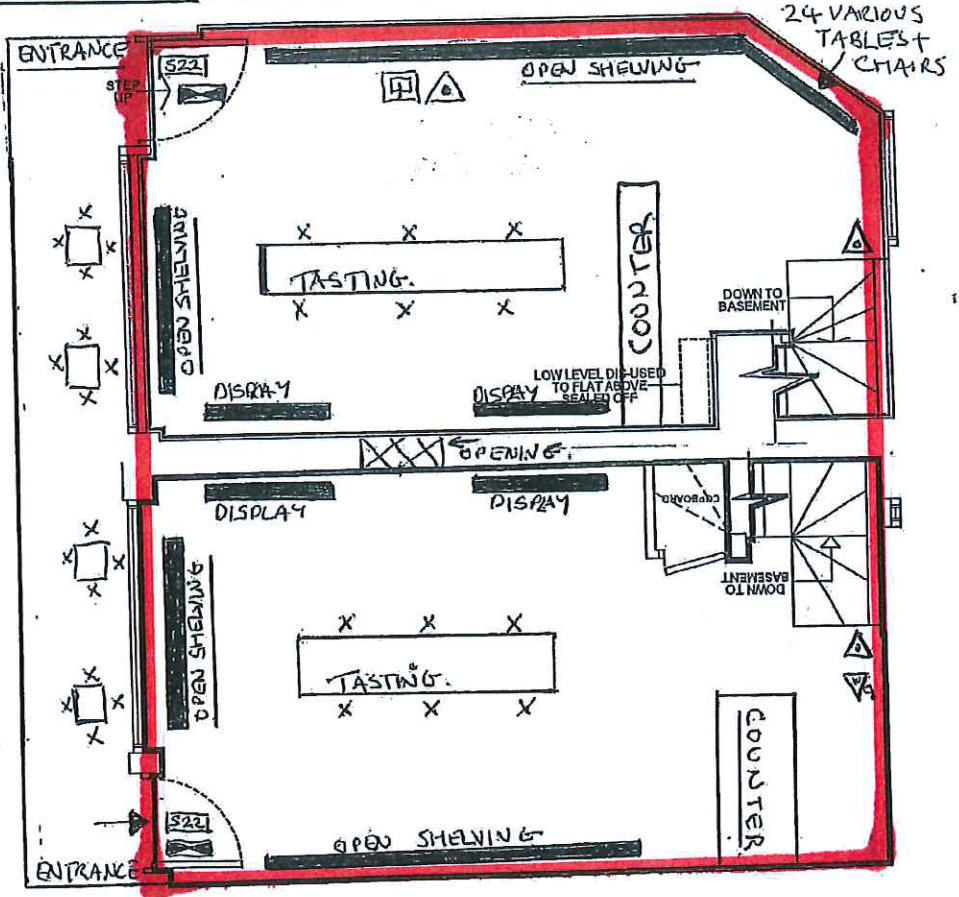 24 VARIOUS
TABLES +
CHAIRS
ENTRANCE
S22
STEP
UP
OPEN SHELVING
OPEN SHELVING
TASTING.
COUNTER
DOWN TO
BASEMENT
LOW LEVEL DIS-USED
TO FLAT ABOVE
SEALED OFF
DISPLAY
DISPLAY
OPENING.
DISPLAY
DISPLAY
CUPBOARD
DOWN TO
BASEMENT
OPEN SHELVING
TASTING.
COUNTER
S22
OPEN SHELVING
ENTRANCE